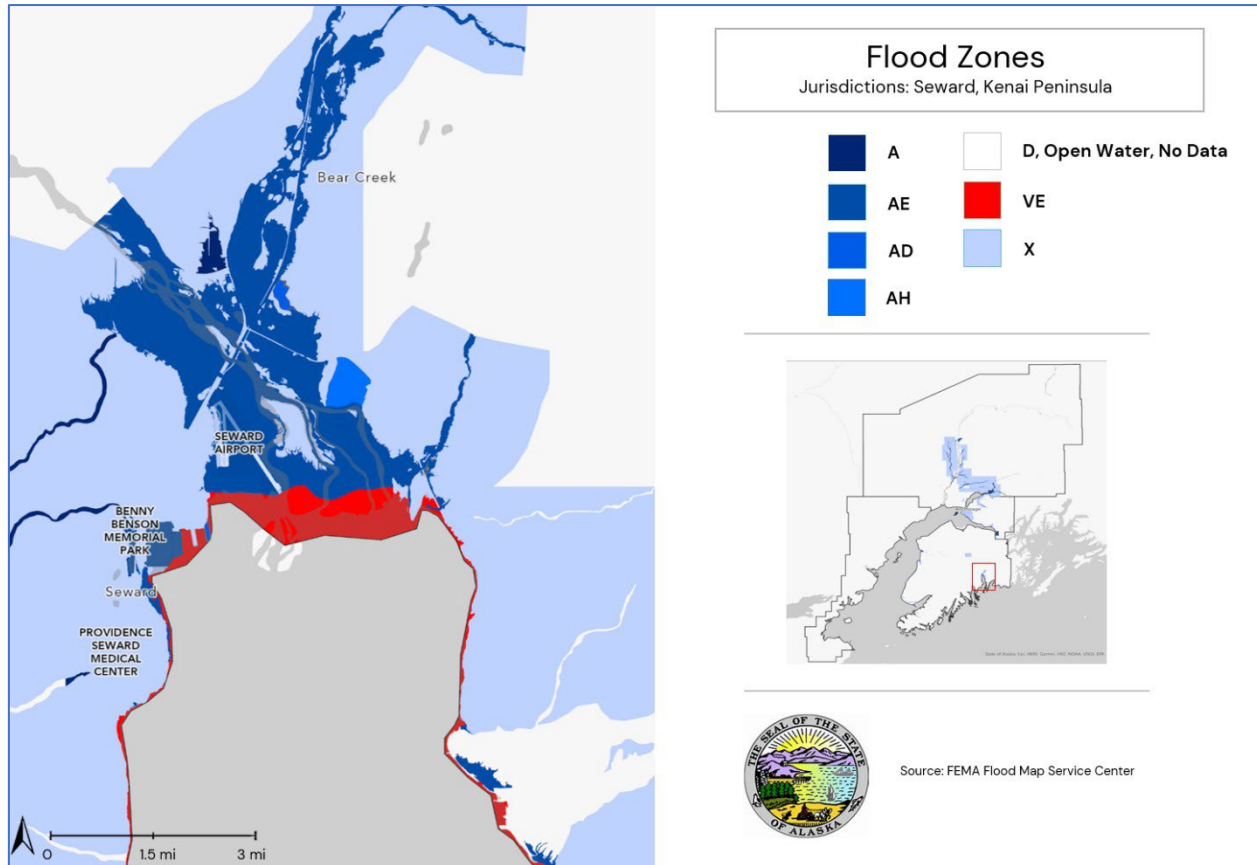 Flood Zones
Jurisdictions: Seward, Kenai Peninsula
A
AE
AD
AH
D, Open Water, No Data
VE
X
Bear Creek
SEWARD
AIRPORT
BENNY
BENSON
MEMORIAL
PARK
Seward
PROVIDENCE
SEWARD
MEDICAL
CENTER
0 1.5 mi 3 mi
THE SEAL OF THE STATE
OF ALASKA
Source: FEMA Flood Map Service Center